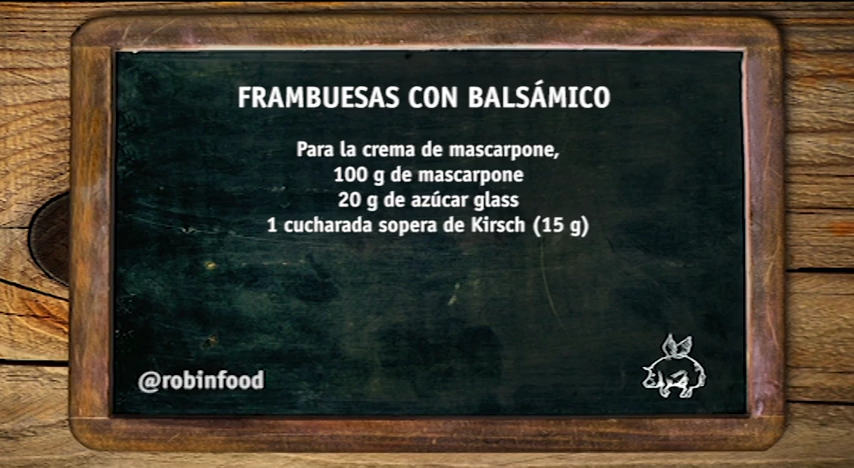 FRAMBUESAS CON BALSÁMICO
Para la crema de mascarpone,
100 g de mascarpone
20 g de azúcar glass
1 cucharada sopera de Kirsch (15 g)
@robinfood